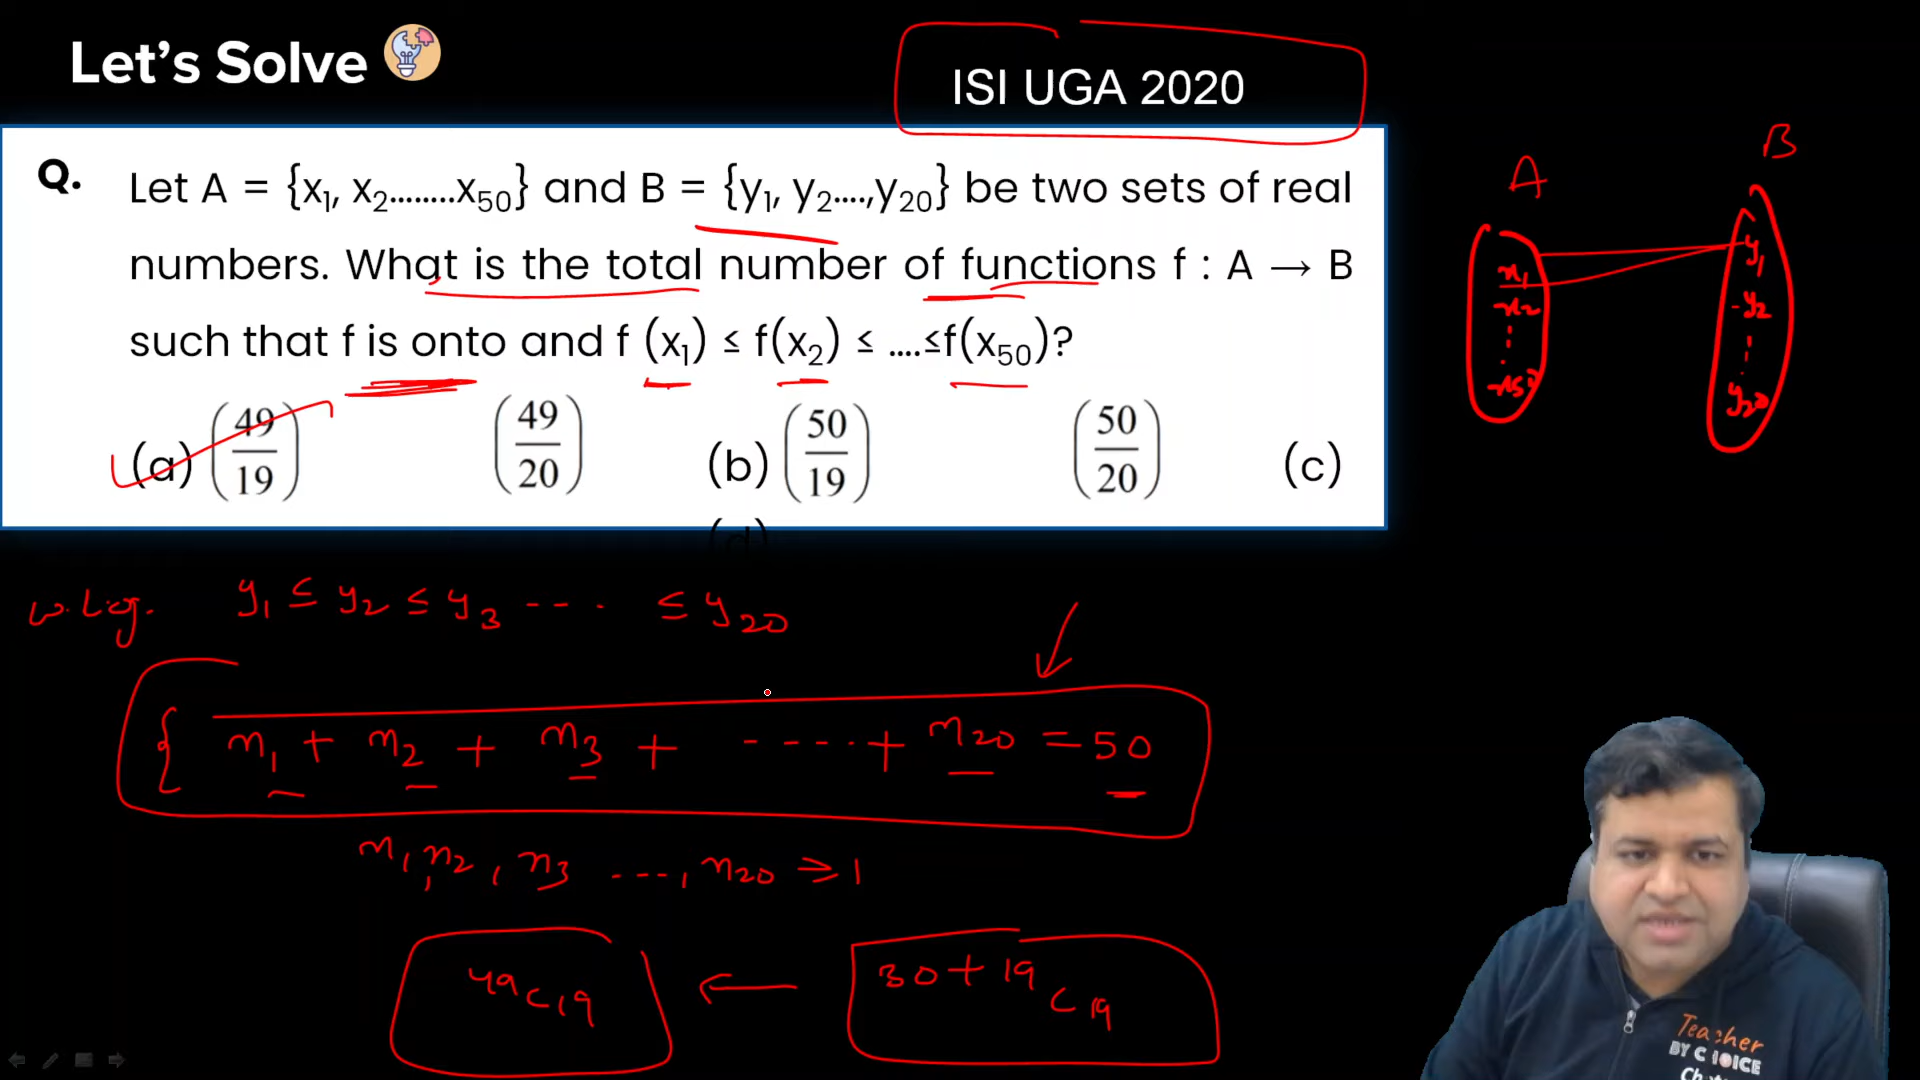 Let's Solve
ISI UGA 2020
Q. Let A = {x₁, x₂........x₅₀} and B = {y₁, y₂....,y₂₀} be two sets of real
numbers. What is the total number of functions f : A → B
such that f is onto and f (x₁) ≤ f(x₂) ≤ ....≤f(x₅₀)?
(a) (49/19) (49/20) (b) (50/19) (50/20) (c)
(d)
A B
x₁ y₁
x₂ y₂
⋮ ⋮
x₅₀ y₂₀
w.l.g. y₁ ≤ y₂ ≤ y₃ --- . ≤ y₂₀
{ n₁ + n₂ + n₃ + ----. + n₂₀ = 50
n₁, n₂, n₃ ---, n₂₀ ≥ 1
⁴⁹C₁₉ ← ³⁰⁺¹⁹C₁₉
Teacher
BY CHOICE